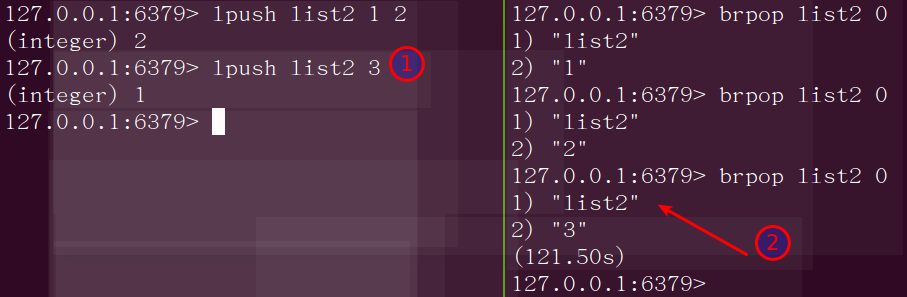 127.0.0.1:6379> lpush list2 1 2
(integer) 2
127.0.0.1:6379> lpush list2 3 1
(integer) 1
127.0.0.1:6379>
127.0.0.1:6379> brpop list2 0
1) "list2"
2) "1"
127.0.0.1:6379> brpop list2 0
1) "list2"
2) "2"
127.0.0.1:6379> brpop list2 0
1) "list2"
2) "3"
2
(121.50s)
127.0.0.1:6379>